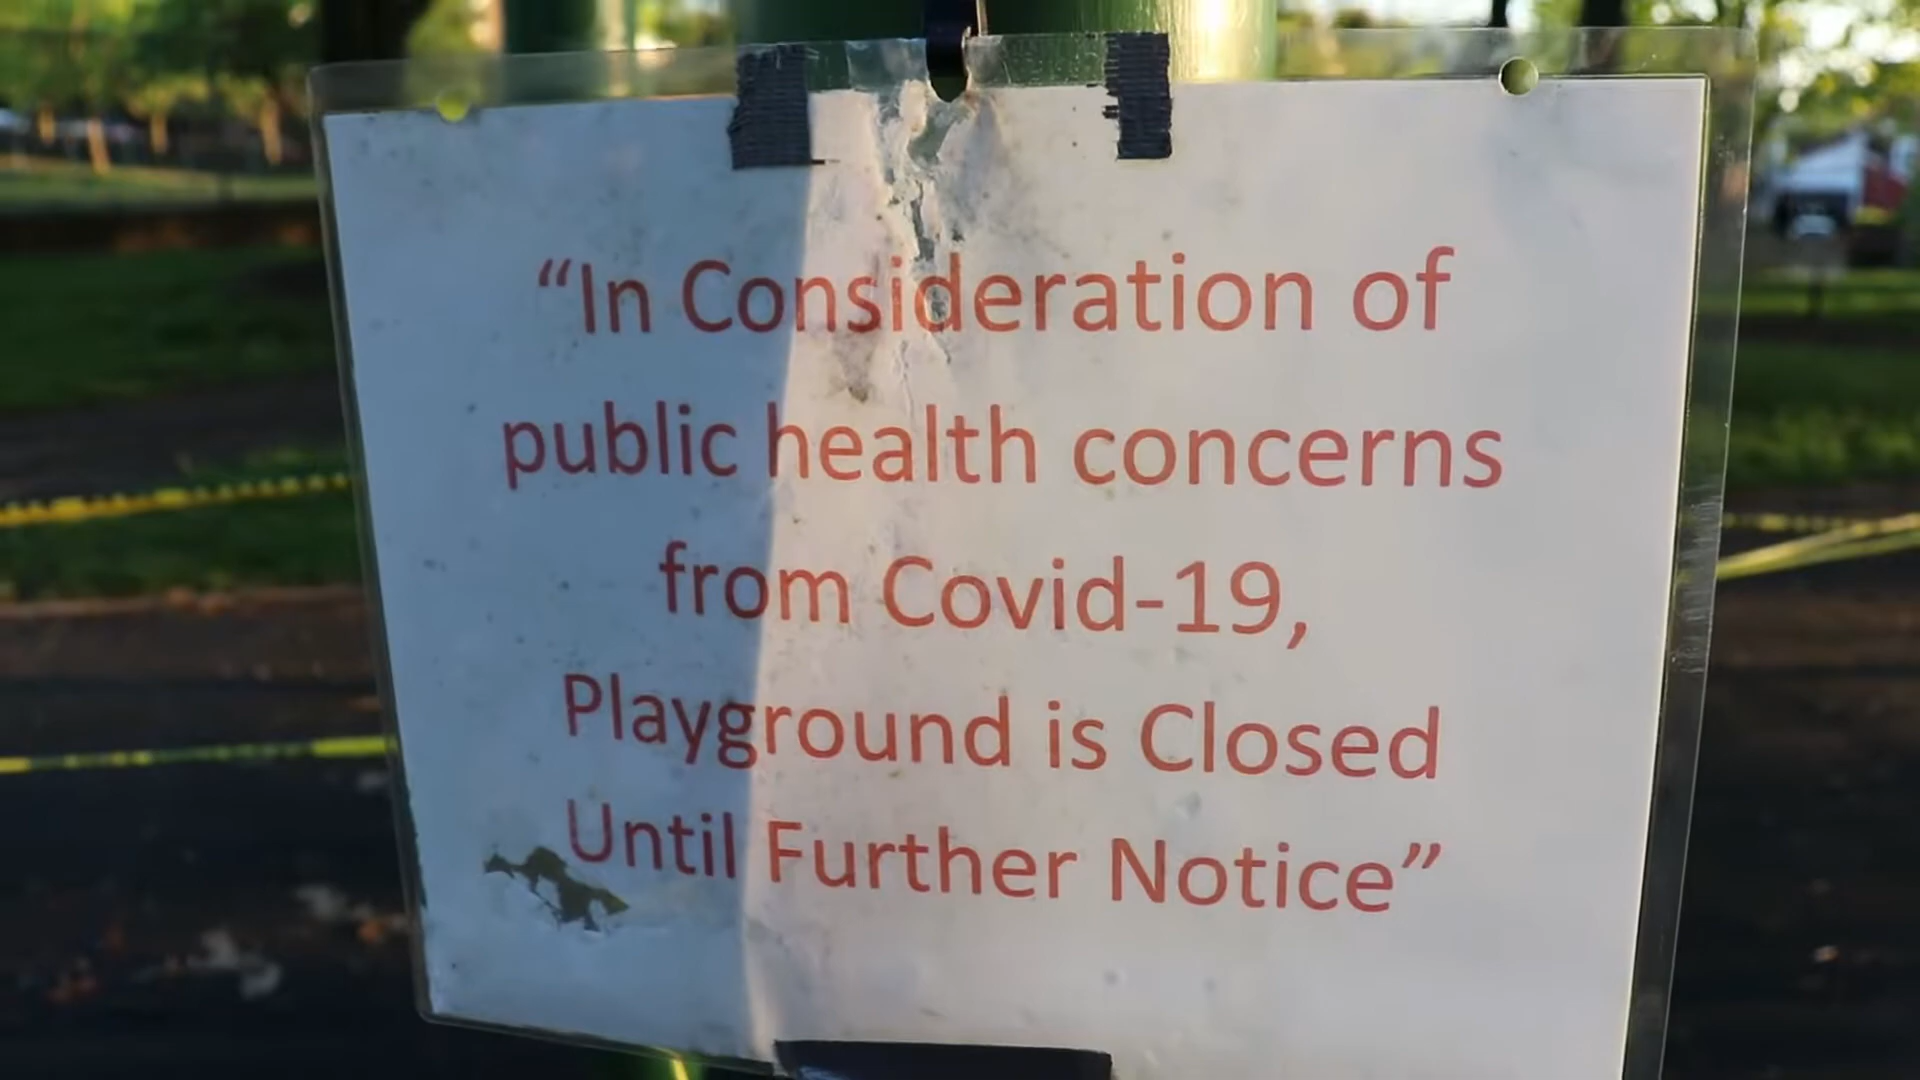 “In Consideration of
public health concerns
from Covid-19,
Playground is Closed
Until Further Notice”